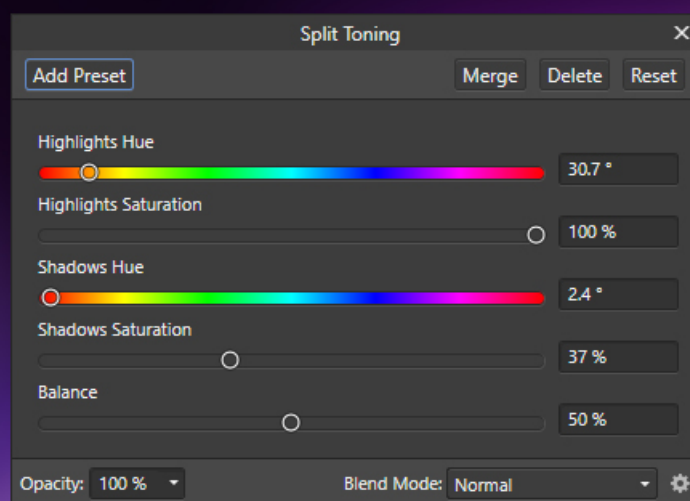 Split Toning
Add Preset Merge Delete Reset
Highlights Hue
30.7 °
Highlights Saturation
100 %
Shadows Hue
2.4 °
Shadows Saturation
37 %
Balance
50 %
Opacity: 100 % Blend Mode: Normal